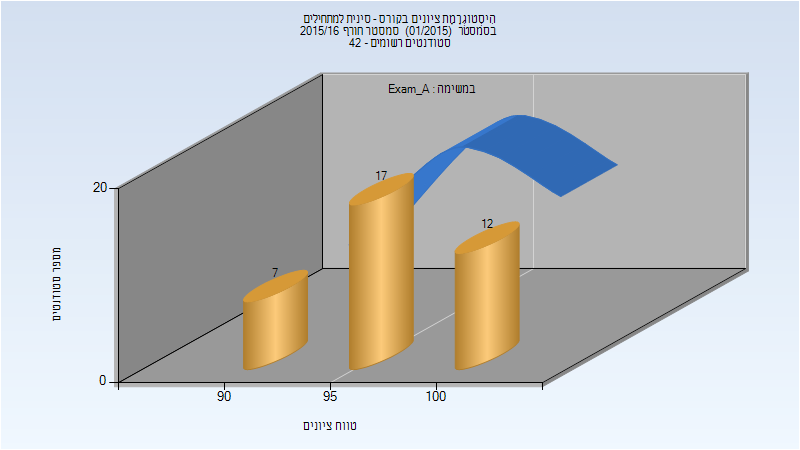 היסטוגרמת ציונים בקורס - סינית למתחילים
בסמסטר (01/2015) סמסטר חורף 2015/16
סטודנטים רשומים - 42
במשימה : Exam_A
17
12
7
20
0
90
95
100
מספר סטודנטים
טווח ציונים